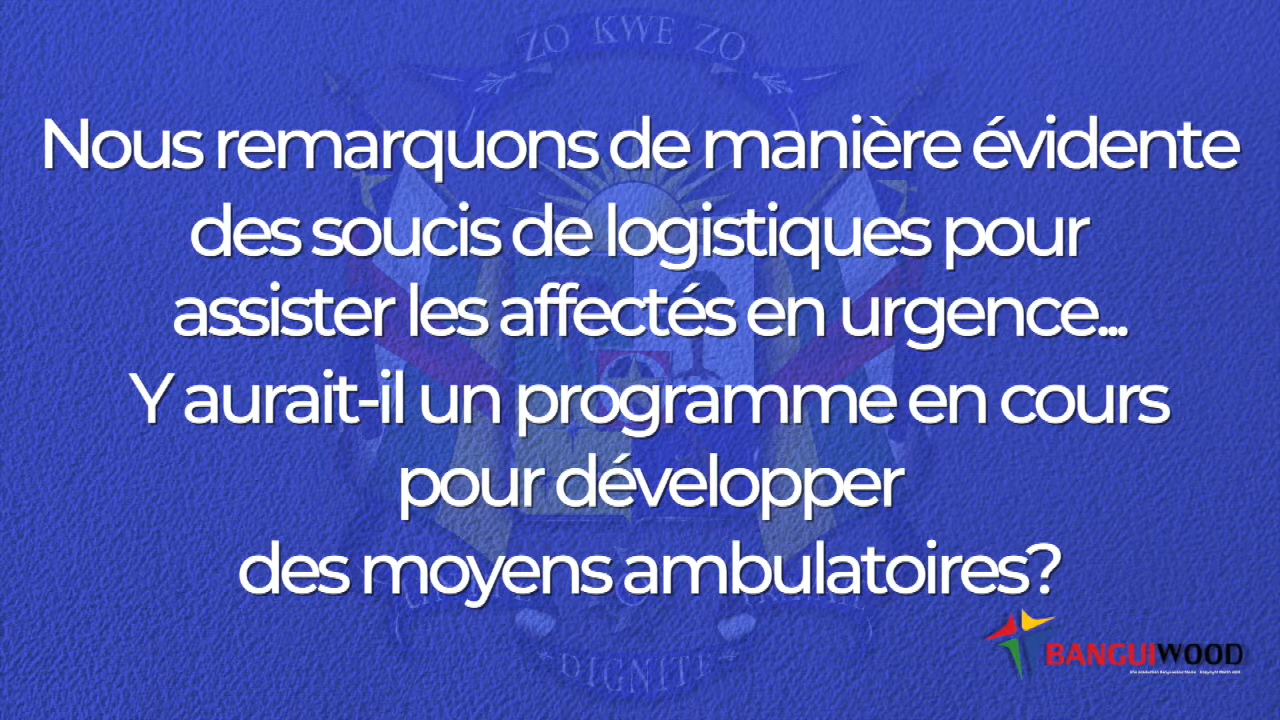 ZO KWE ZO
Nous remarquons de manière évidente
des soucis de logistiques pour
assister les affectés en urgence...
Y aurait-il un programme en cours
pour développer
des moyens ambulatoires?
DIGNITE
BANGUIWOOD